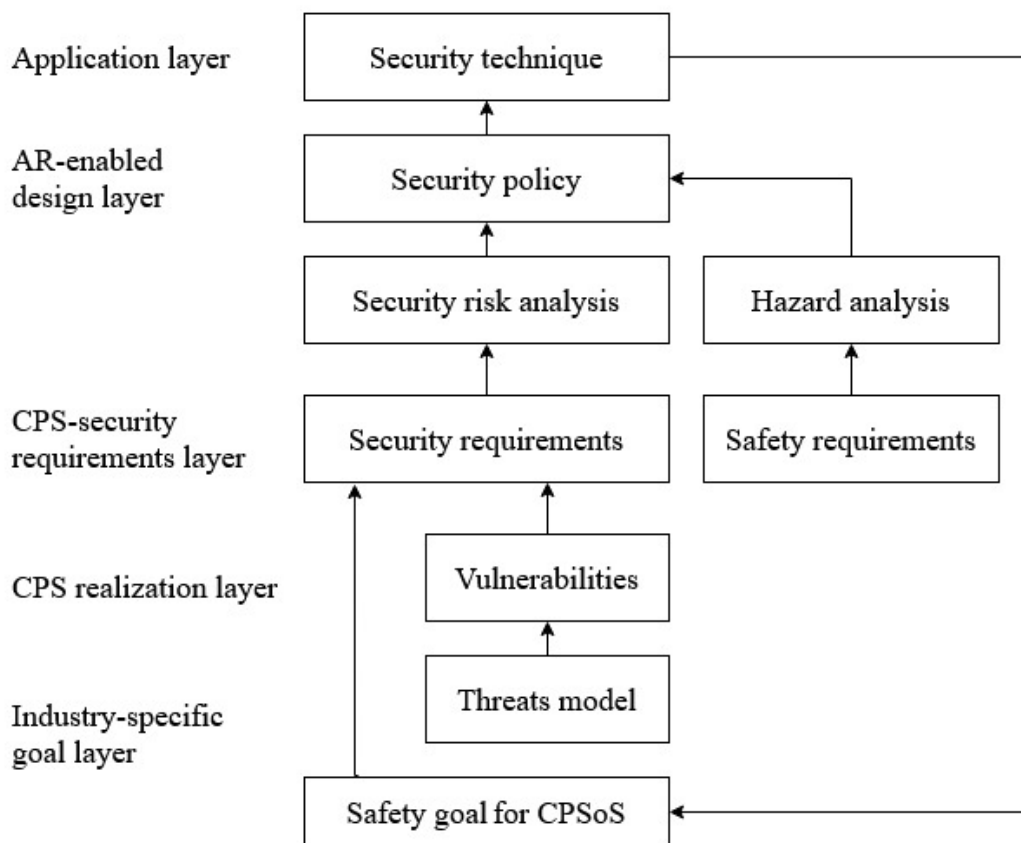 Application layer
Security technique
AR-enabled
design layer
Security policy
Security risk analysis
Hazard analysis
CPS-security
requirements layer
Security requirements
Safety requirements
CPS realization layer
Vulnerabilities
Threats model
Industry-specific
goal layer
Safety goal for CPSoS